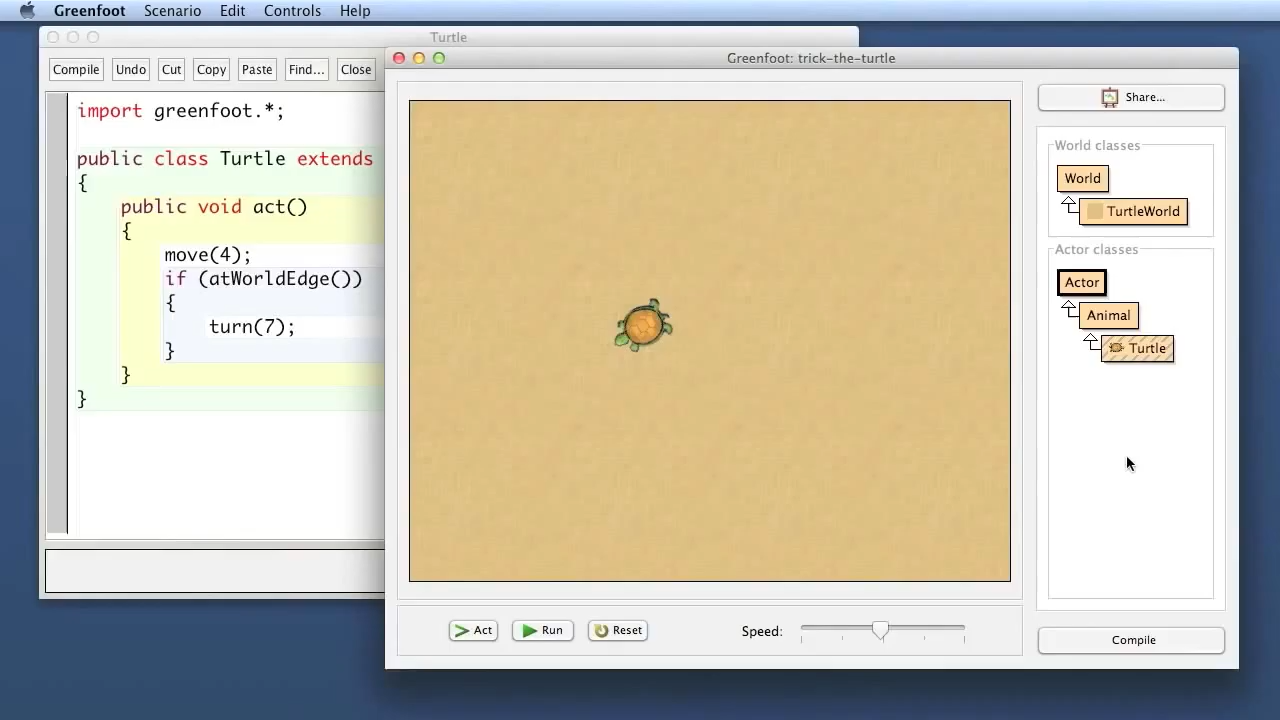 Greenfoot Scenario Edit Controls Help
Turtle
Compile Undo Cut Copy Paste Find... Close
import greenfoot.*;
public class Turtle extends
{
public void act()
{
move(4);
if (atWorldEdge())
{
turn(7);
}
}
}
Greenfoot: trick-the-turtle
Share...
World classes
World
TurtleWorld
Actor classes
Actor
Animal
Turtle
Act Run Reset Speed:
Compile